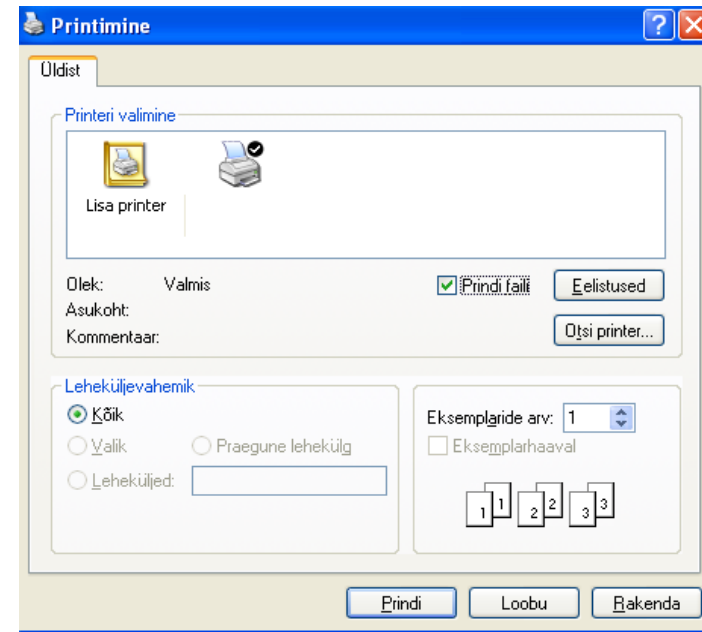 Printimine
Üldist
Printeri valimine
Lisa printer
Olek: Valmis
Prindi faili
Eelistused
Asukoht:
Kommentaar:
Otsi printer...
Leheküljevahemik
Kõik
Valik
Praegune lehekülg
Leheküljed:
Eksemplaride arv: 1
Eksemplarhaaval
1 1 2 2 3 3
Prindi
Loobu
Rakenda